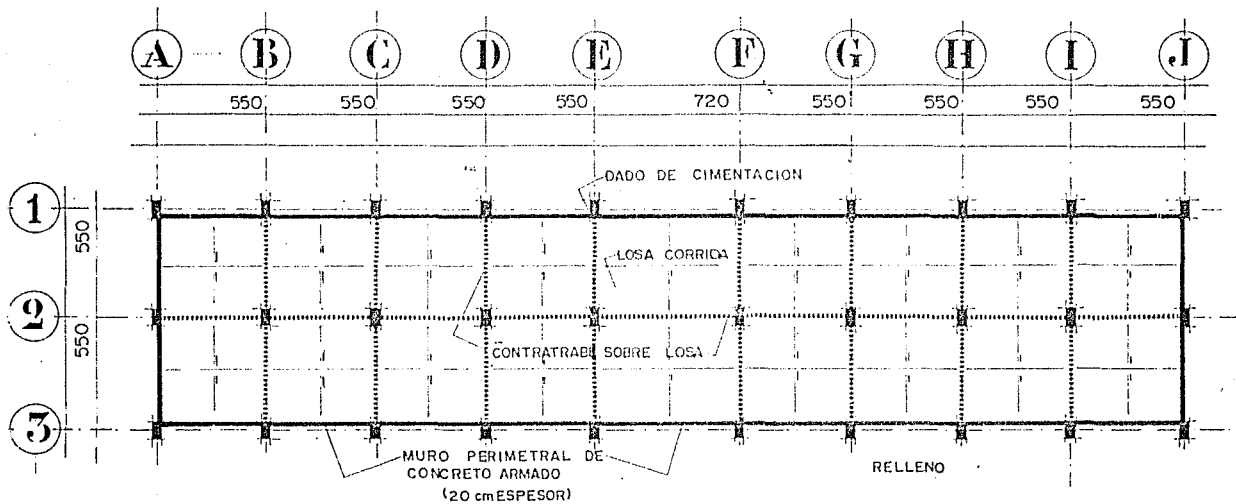 A B C D E F G H I J
550 550 550 550 720 550 550 550 550
DADO DE CIMENTACION
1
550
LOSA CORRIDA
2
550
CONTRATRABE SOBRE LOSA
3
MURO PERIMETRAL DE
CONCRETO ARMADO
(20 cm ESPESOR)
RELLENO